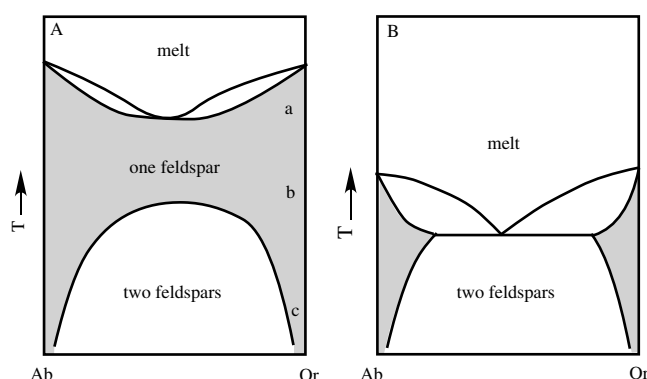 A
melt
a
one feldspar
b
T
two feldspars
c
Ab
Or
B
melt
T
two feldspars
Ab
Or